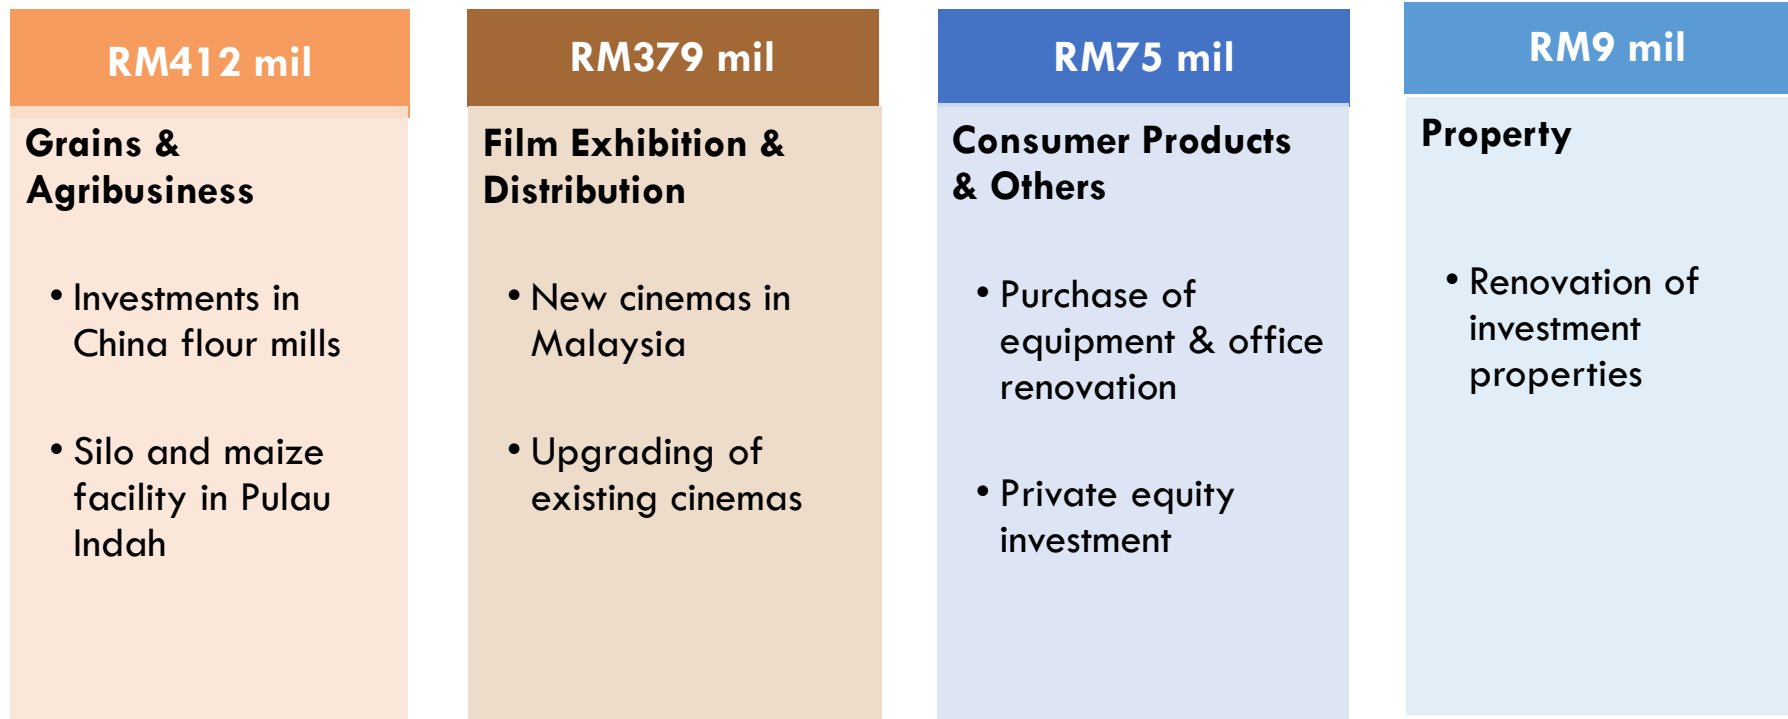 RM412 mil
Grains &
Agribusiness
• Investments in
China flour mills
• Silo and maize
facility in Pulau
Indah
RM379 mil
Film Exhibition &
Distribution
• New cinemas in
Malaysia
• Upgrading of
existing cinemas
RM75 mil
Consumer Products
& Others
• Purchase of
equipment & office
renovation
• Private equity
investment
RM9 mil
Property
• Renovation of
investment
properties